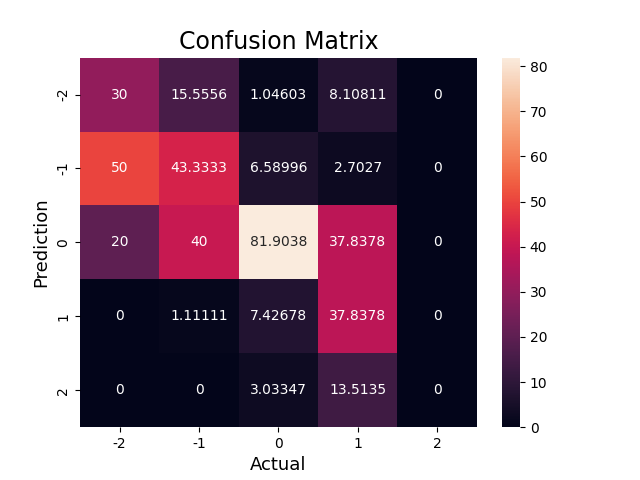 Confusion Matrix
-2 30 15.5556 1.04603 8.10811 0
-1 50 43.3333 6.58996 2.7027 0
0 20 40 81.9038 37.8378 0
1 0 1.11111 7.42678 37.8378 0
2 0 0 3.03347 13.5135 0
-2 -1 0 1 2
Prediction
Actual
80
70
60
50
40
30
20
10
0